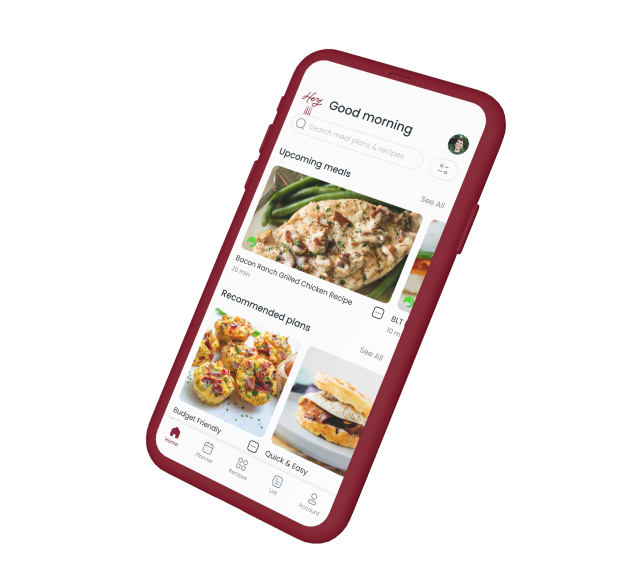 Hey
Good morning
Search meal plans & recipes
Upcoming meals
See All
Bacon Ranch Grilled Chicken Recipe
20 min
BLT
10 m
Recommended plans
See All
Budget Friendly
Quick & Easy
Home
Planner
Recipes
List
Account